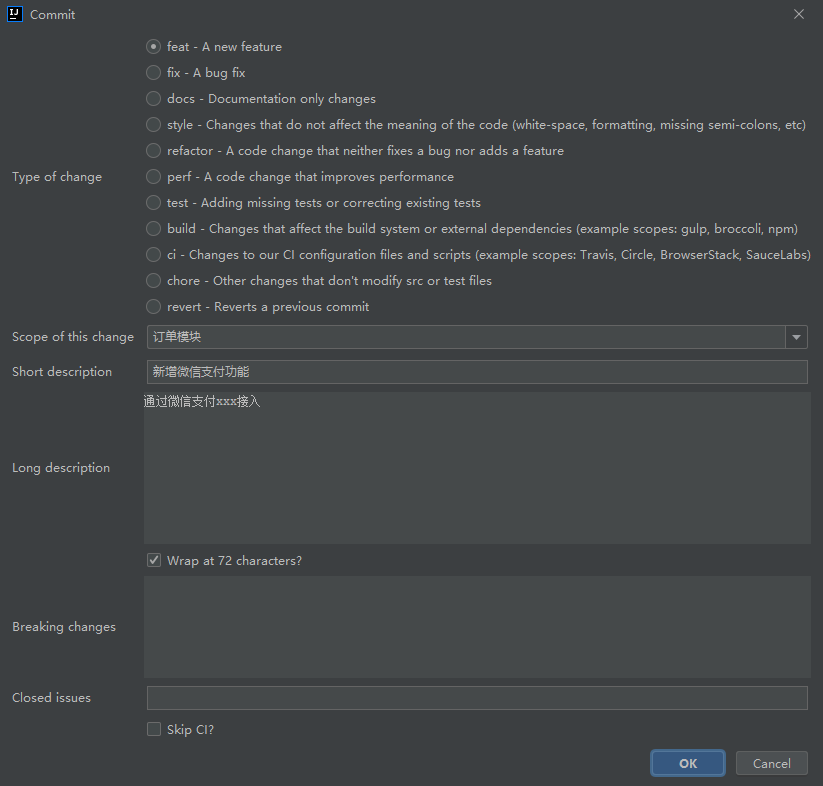 Commit
feat - A new feature
fix - A bug fix
docs - Documentation only changes
style - Changes that do not affect the meaning of the code (white-space, formatting, missing semi-colons, etc)
refactor - A code change that neither fixes a bug nor adds a feature
Type of change
perf - A code change that improves performance
test - Adding missing tests or correcting existing tests
build - Changes that affect the build system or external dependencies (example scopes: gulp, broccoli, npm)
ci - Changes to our CI configuration files and scripts (example scopes: Travis, Circle, BrowserStack, SauceLabs)
chore - Other changes that don't modify src or test files
revert - Reverts a previous commit
Scope of this change 订单模块
Short description 新增微信支付功能
通过微信支付xxx接入
Long description
Wrap at 72 characters?
Breaking changes
Closed issues
Skip CI?
OK Cancel